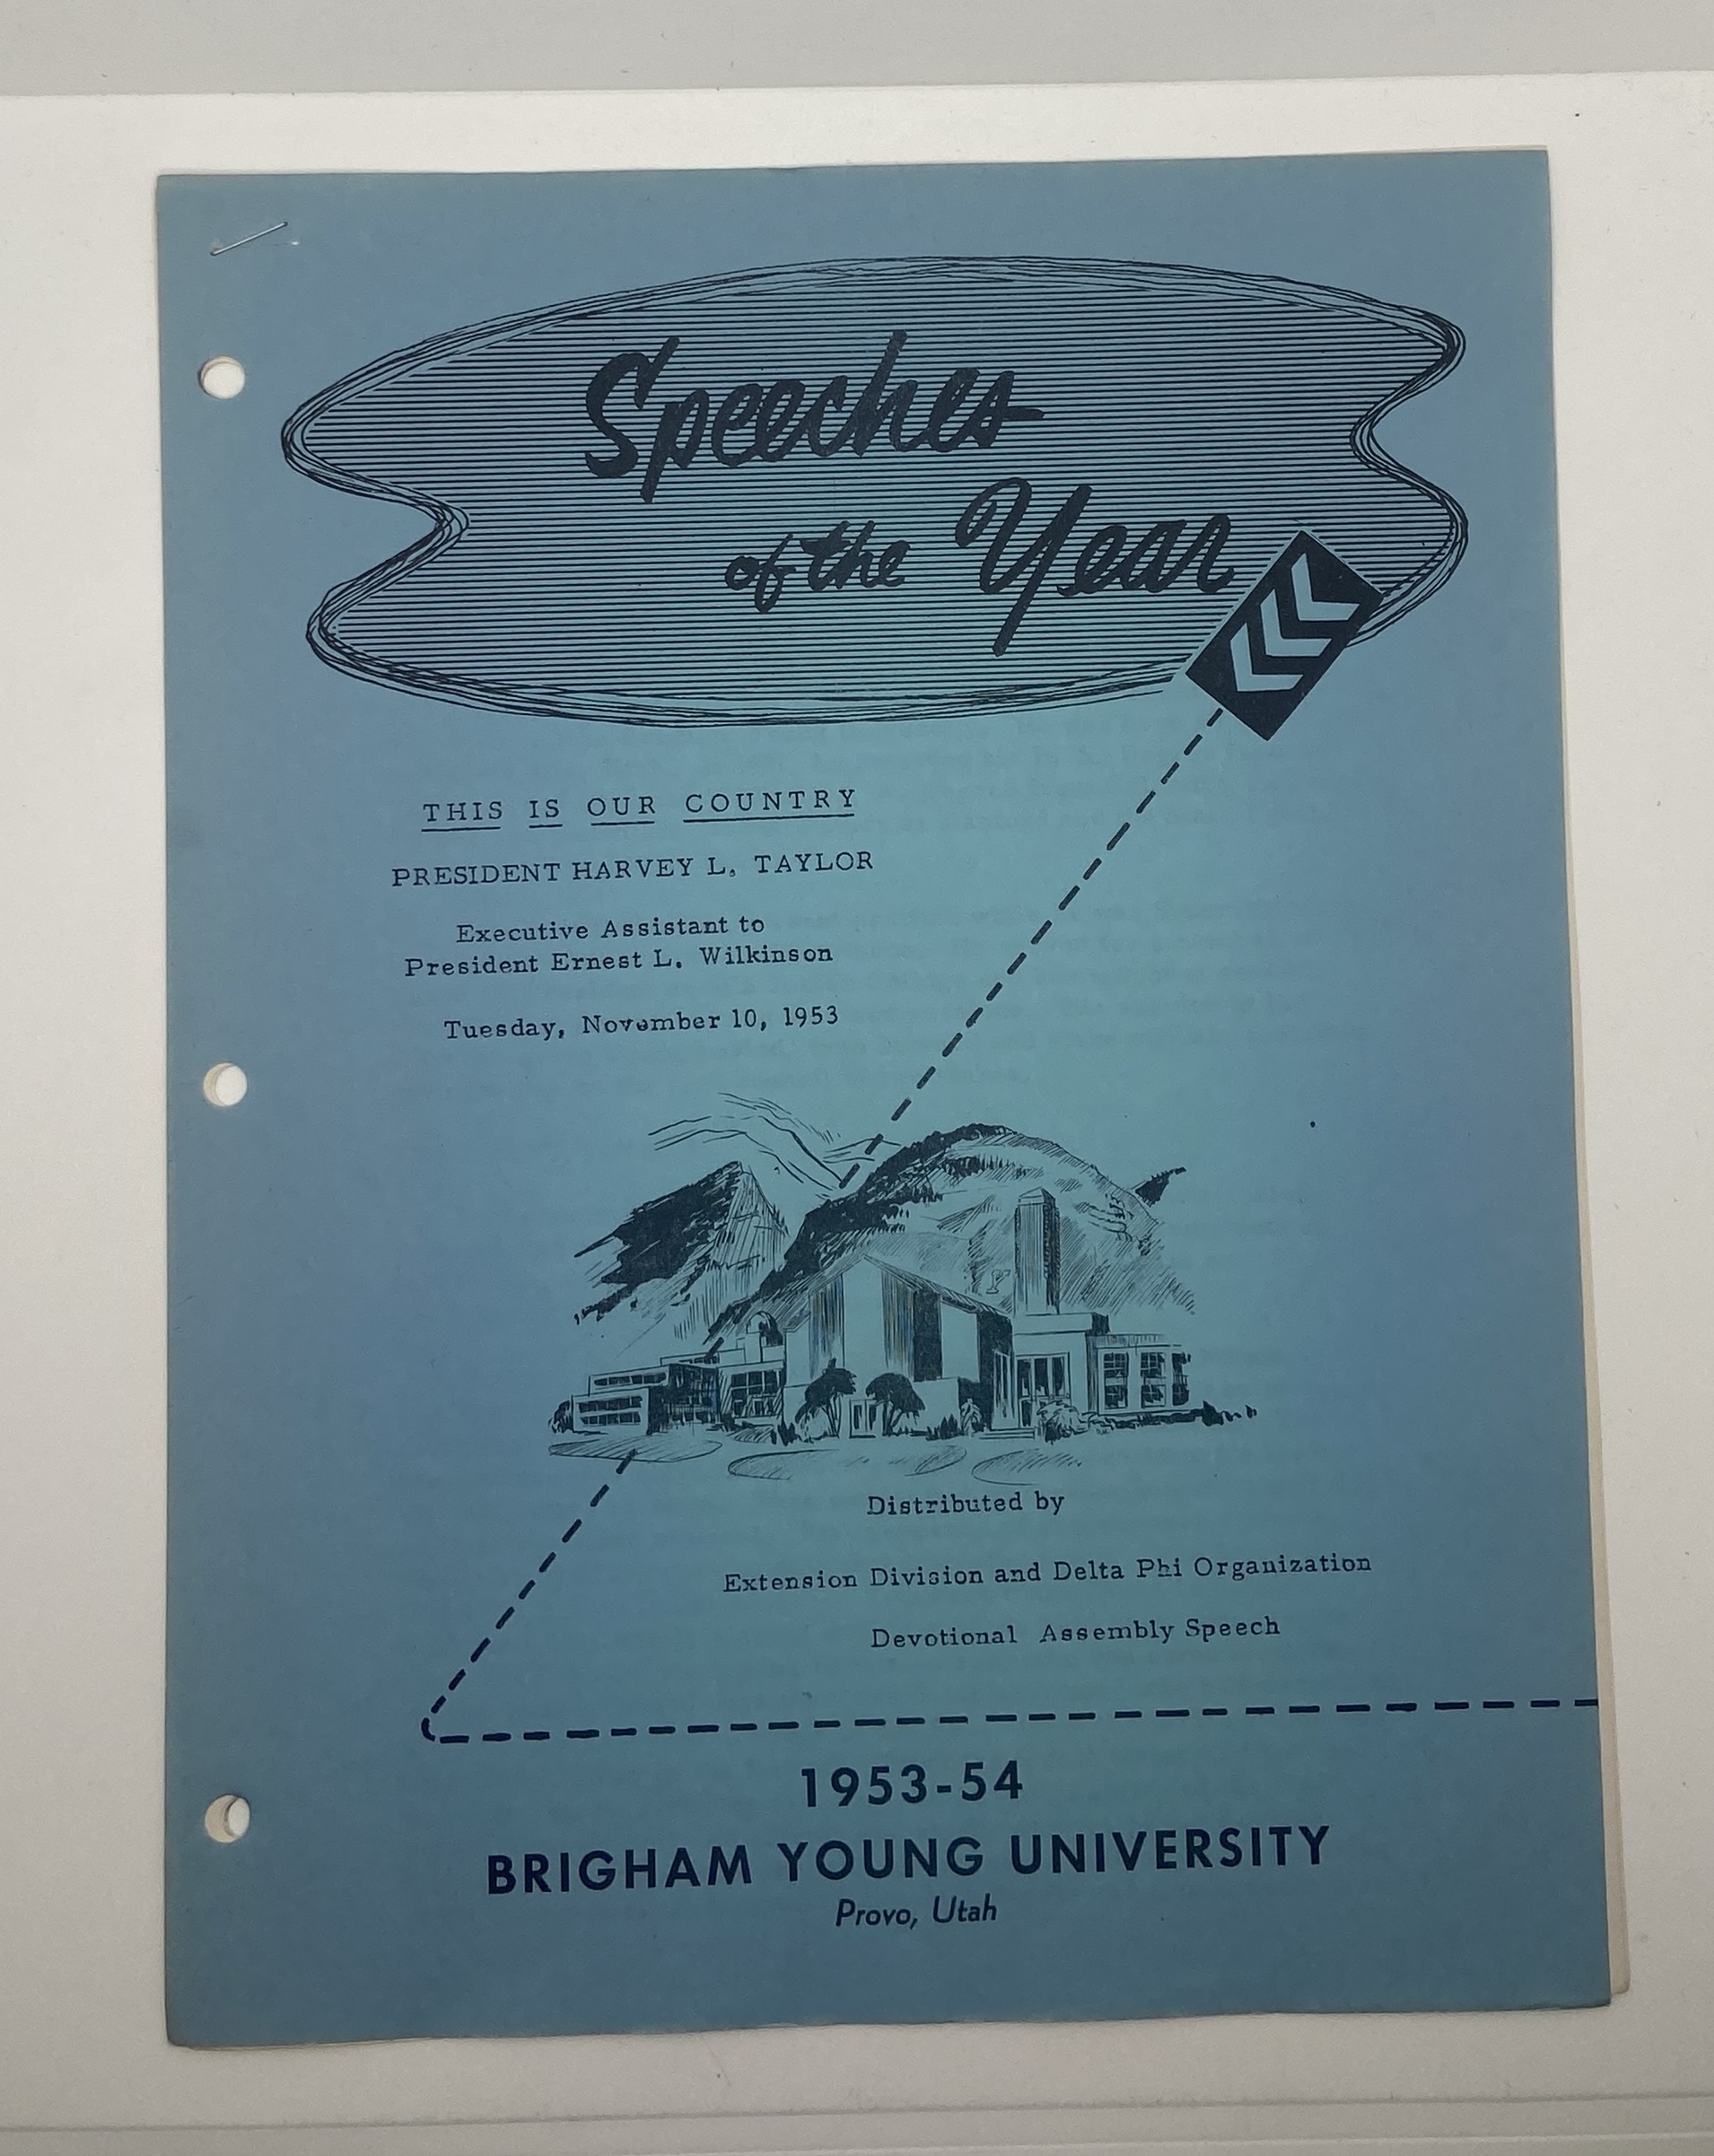 Speeches
of the Year
THIS IS OUR COUNTRY
PRESIDENT HARVEY L. TAYLOR
Executive Assistant to
President Ernest L. Wilkinson
Tuesday, November 10, 1953
Y
Distributed by
Extension Division and Delta Phi Organization
Devotional Assembly Speech
1953-54
BRIGHAM YOUNG UNIVERSITY
Provo, Utah